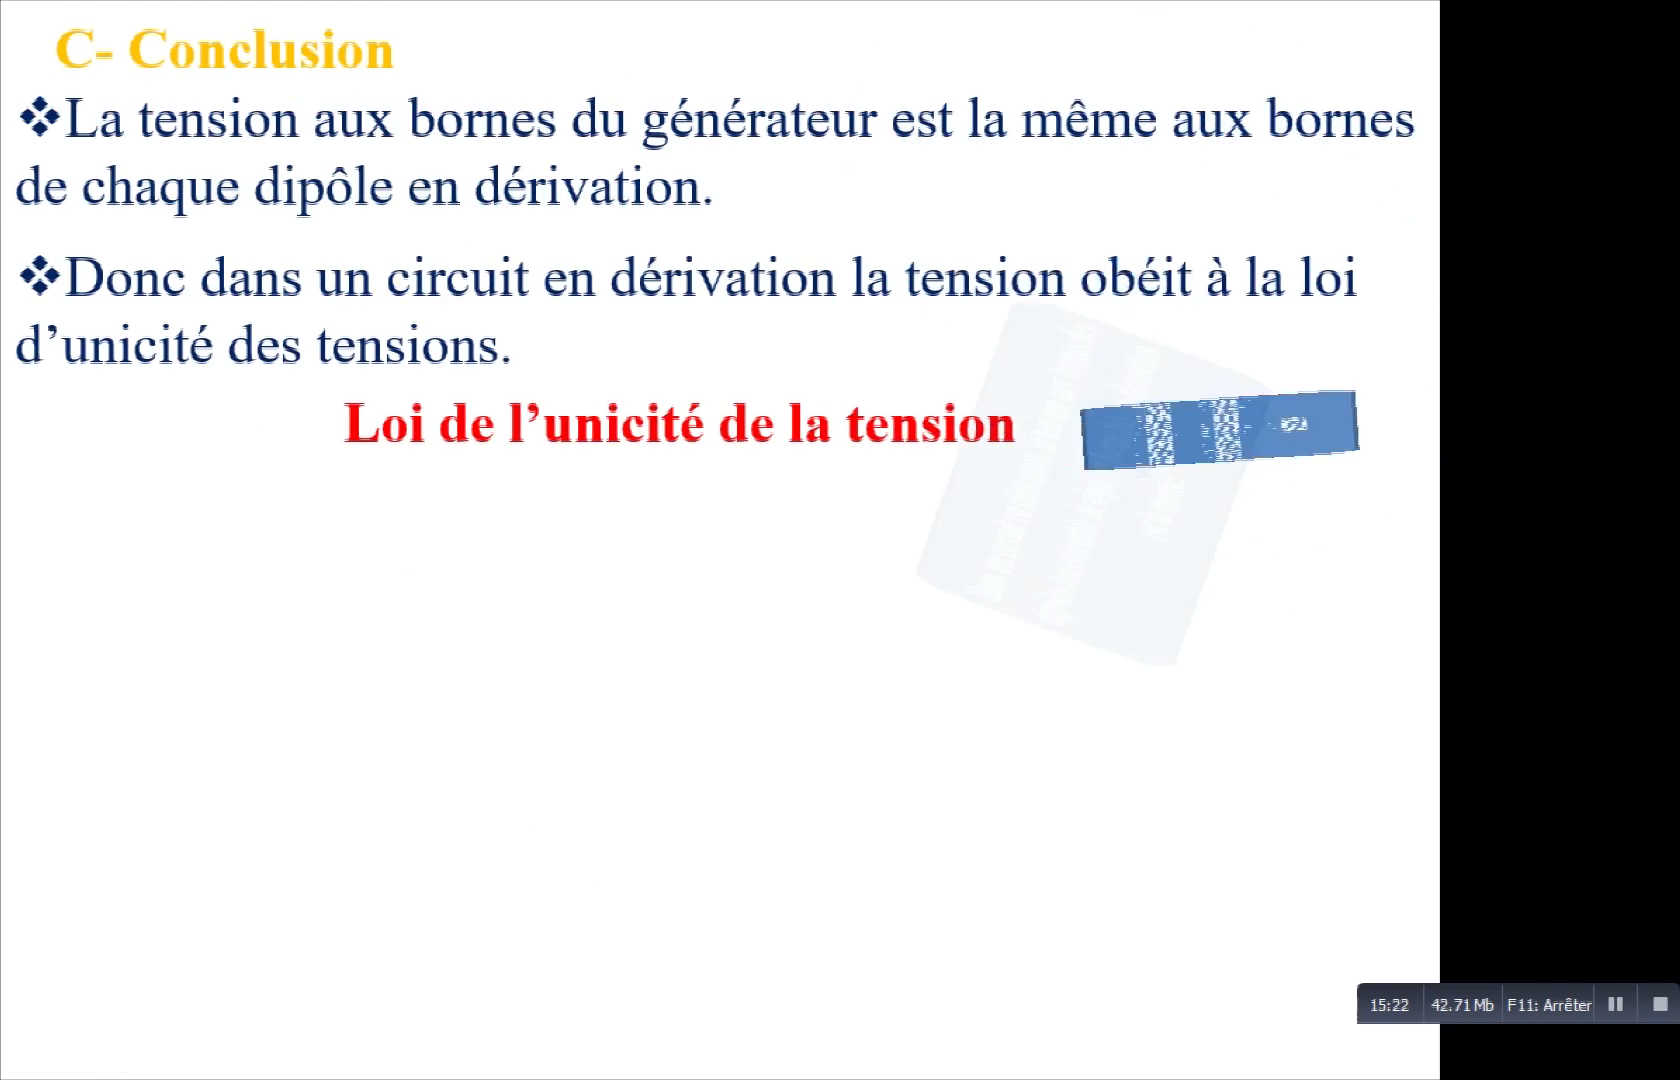 C- Conclusion
❖La tension aux bornes du générateur est la même aux bornes
de chaque dipôle en dérivation.
❖Donc dans un circuit en dérivation la tension obéit à la loi
d’unicité des tensions.
Loi de l’unicité de la tension
15:22 42.71 Mb F11: Arrêter